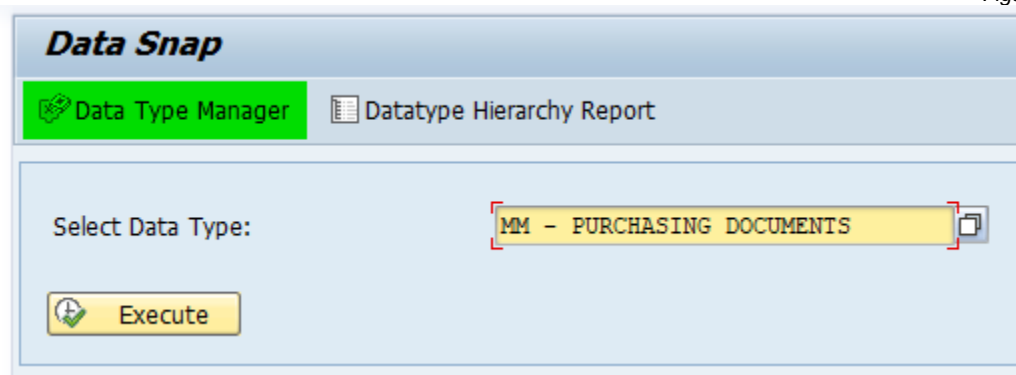 Data Snap
Data Type Manager Datatype Hierarchy Report
Select Data Type: MM - PURCHASING DOCUMENTS
Execute